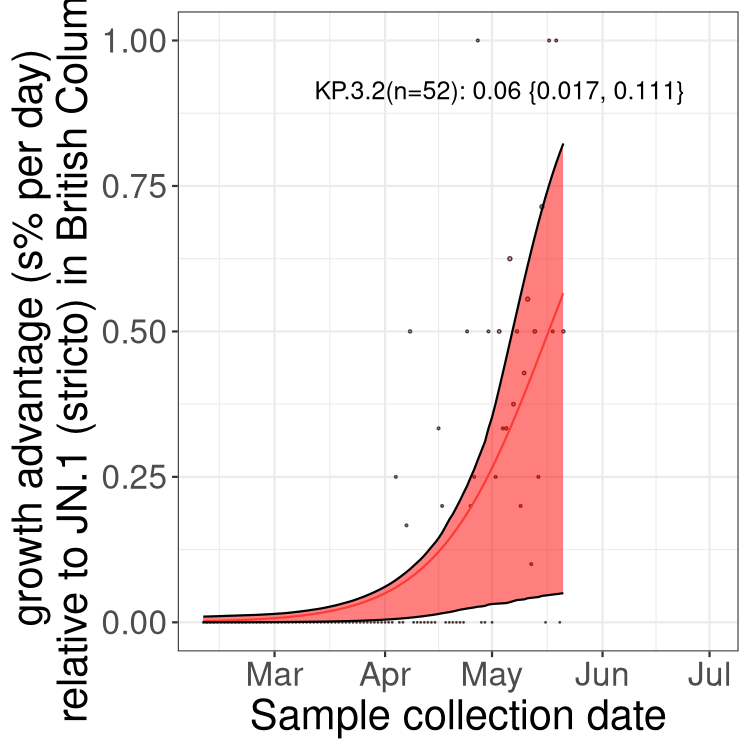 growth advantage (s% per day)
relative to JN.1 (stricto) in British Colum
1.00
0.75
0.50
0.25
0.00
KP.3.2(n=52): 0.06 {0.017, 0.111}
Mar Apr May Jun Jul
Sample collection date